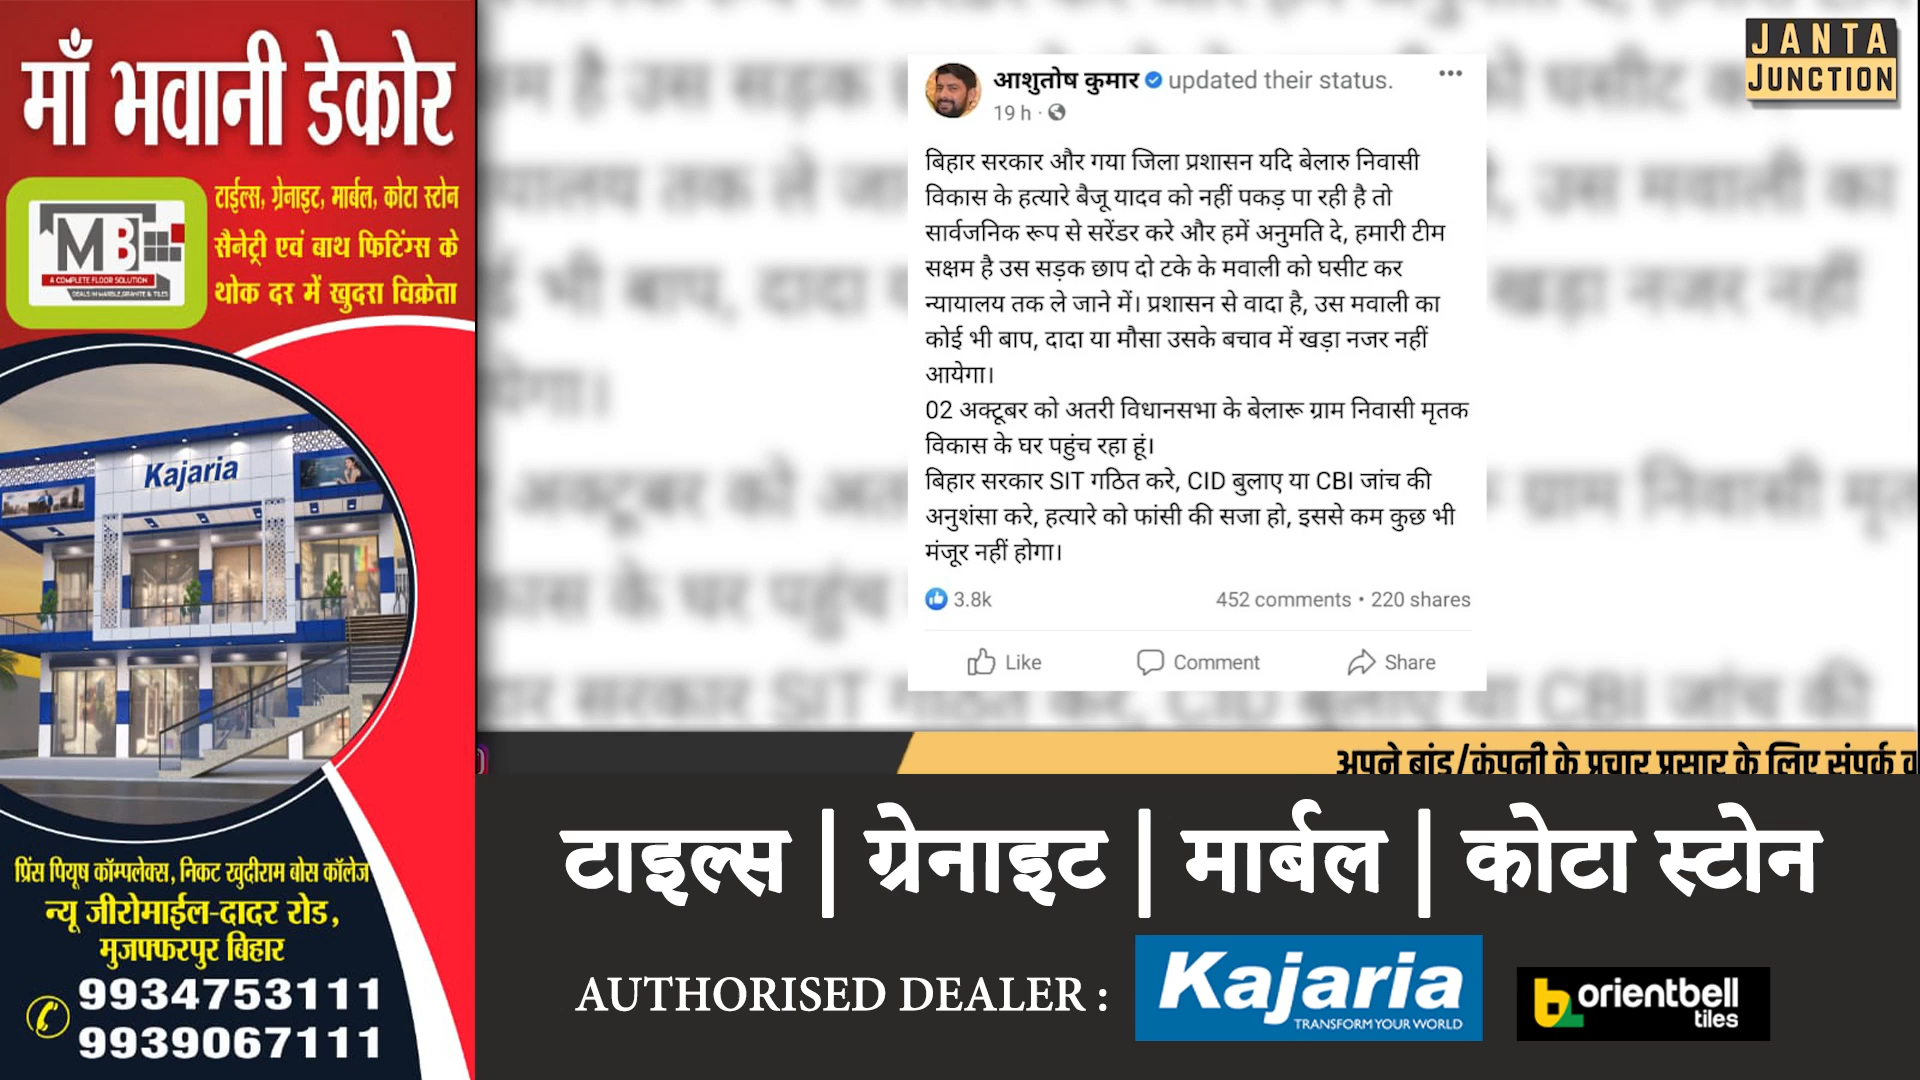 माँ भवानी डेकोर
MB
A COMPLETE FLOOR SOLUTION
DEALS IN MARBLE,GRANITE & TILES
टाईल्स, ग्रेनाइट, मार्बल, कोटा स्टोन
सैनेट्री एवं बाथ फिटिंग्स के
थोक दर में खुदरा विक्रेता
Kajaria
प्रिंस पियूष कॉम्पलेक्स, निकट खुदीराम बोस कॉलेज
न्यू जीरोमाईल-दादर रोड,
मुजफ्फरपुर बिहार
9934753111
9939067111
JANTA
JUNCTION
आशुतोष कुमार updated their status.
19 h ·
बिहार सरकार और गया जिला प्रशासन यदि बेलारु निवासी
विकास के हत्यारे बैजू यादव को नहीं पकड़ पा रही है तो
सार्वजनिक रूप से सरेंडर करे और हमें अनुमति दे, हमारी टीम
सक्षम है उस सड़क छाप दो टके के मवाली को घसीट कर
न्यायालय तक ले जाने में। प्रशासन से वादा है, उस मवाली का
कोई भी बाप, दादा या मौसा उसके बचाव में खड़ा नजर नहीं
आयेगा।
02 अक्टूबर को अतरी विधानसभा के बेलारू ग्राम निवासी मृतक
विकास के घर पहुंच रहा हूं।
बिहार सरकार SIT गठित करे, CID बुलाए या CBI जांच की
अनुशंसा करे, हत्यारे को फांसी की सजा हो, इससे कम कुछ भी
मंजूर नहीं होगा।
3.8k
452 comments • 220 shares
Like Comment Share
अपने ब्रांड/कंपनी के प्रचार प्रसार के लिए संपर्क
टाइल्स | ग्रेनाइट | मार्बल | कोटा स्टोन
AUTHORISED DEALER :
Kajaria
TRANSFORM YOUR WORLD
orientbell
tiles